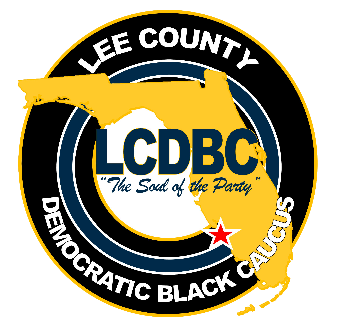 LEE COUNTY
LCDBC
"The Soul of the Party"
DEMOCRATIC BLACK CAUCUS